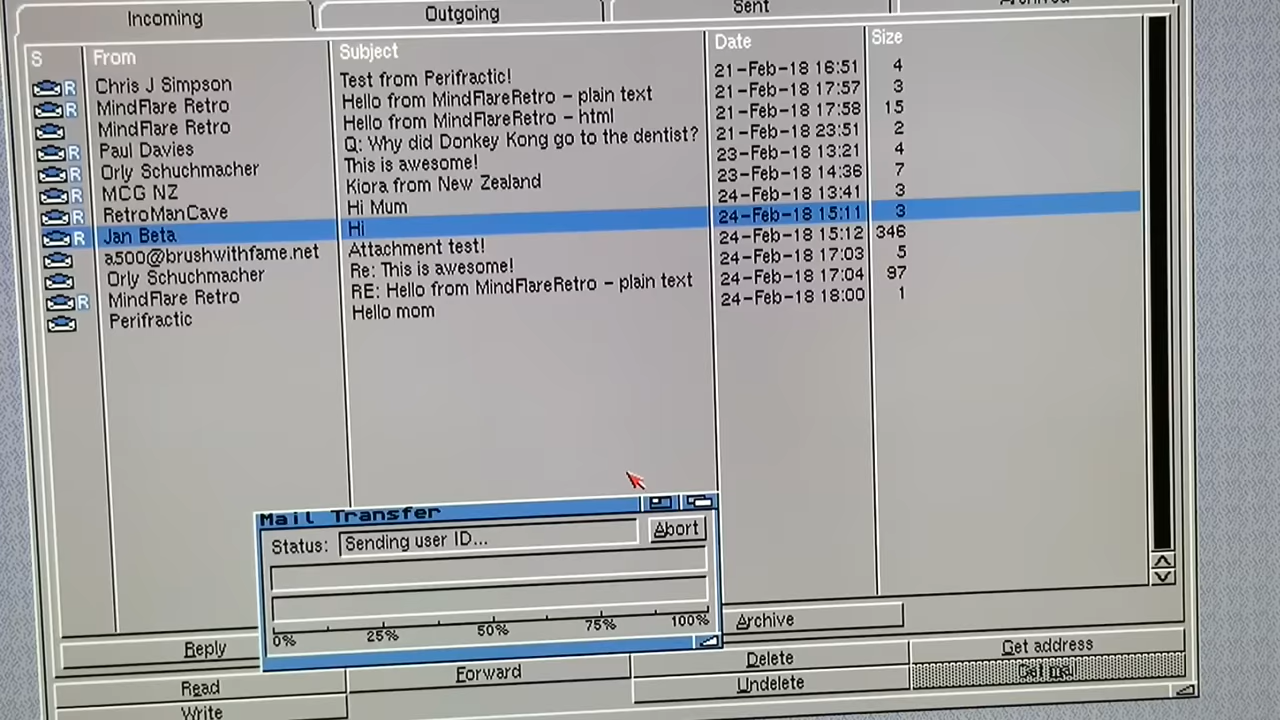 Incoming
Outgoing
Sent
Archived
S From Subject Date Size
R Chris J Simpson Test from Perifractic! 21-Feb-18 16:51 4
R MindFlare Retro Hello from MindFlareRetro - plain text 21-Feb-18 17:57 3
MindFlare Retro Hello from MindFlareRetro - html 21-Feb-18 17:58 15
R Paul Davies Q: Why did Donkey Kong go to the dentist? 21-Feb-18 23:51 2
R Orly Schuchmacher This is awesome! 23-Feb-18 13:21 4
R MCG NZ Kiora from New Zealand 23-Feb-18 14:36 7
R RetroManCave Hi Mum 24-Feb-18 13:41 3
R Jan Beta Hi 24-Feb-18 15:11 3
a500@brushwithfame.net Attachment test! 24-Feb-18 15:12 346
Orly Schuchmacher Re: This is awesome! 24-Feb-18 17:03 5
R MindFlare Retro RE: Hello from MindFlareRetro - plain text 24-Feb-18 17:04 97
Perifractic Hello mom 24-Feb-18 18:00 1
Mail Transfer
Status: Sending user ID... Abort
0% 25% 50% 75% 100%
Reply Archive
Get address
Read Forward Delete
Write Undelete